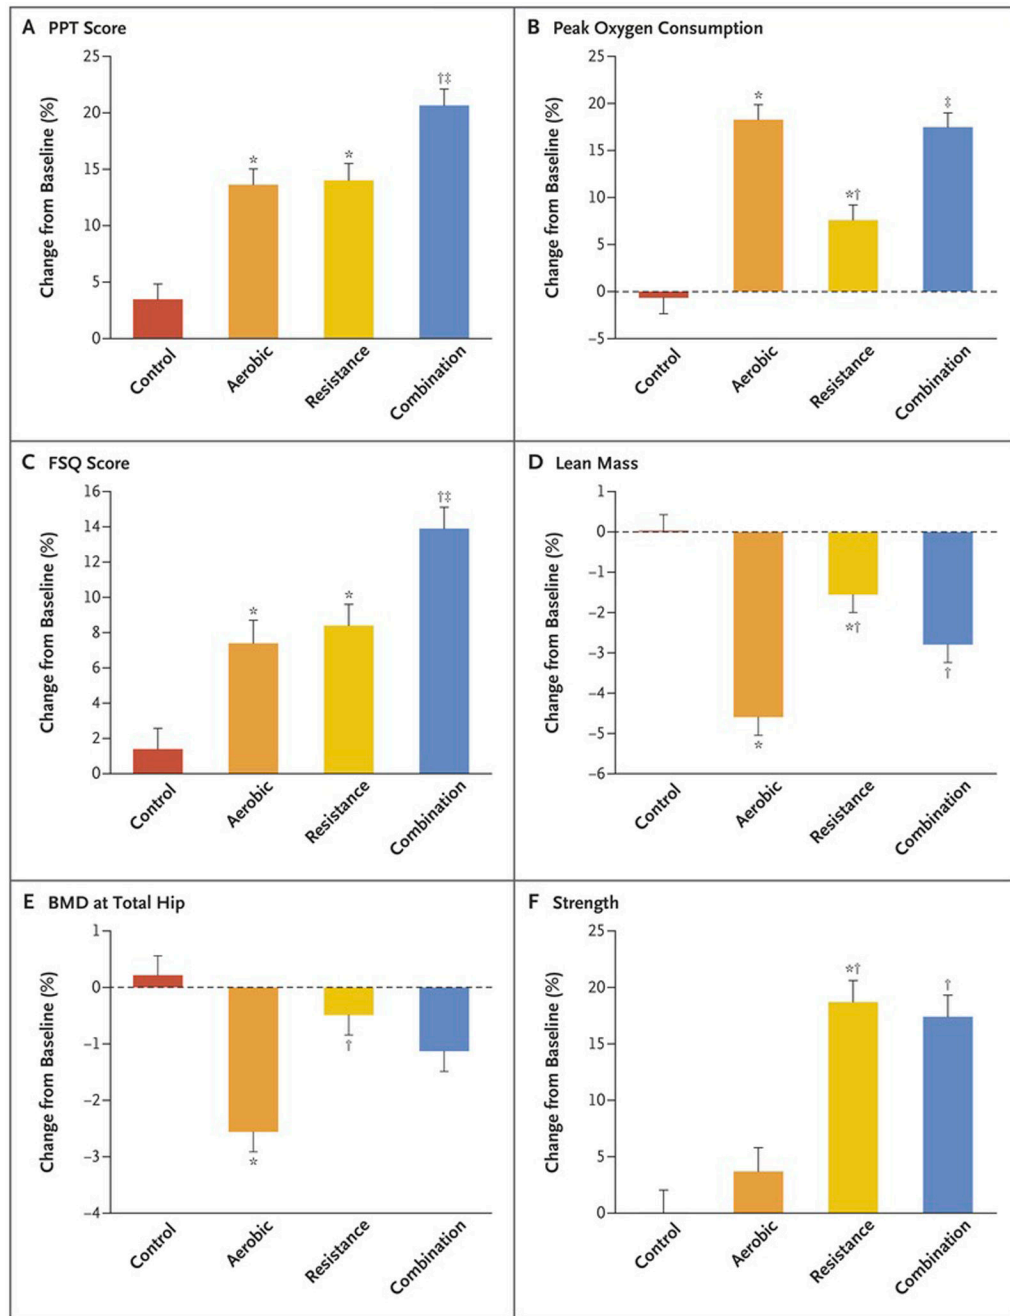 A PPT Score
Change from Baseline (%)
25
20
15
10
5
0
*
*
†‡
Control
Aerobic
Resistance
Combination
B Peak Oxygen Consumption
Change from Baseline (%)
25
20
15
10
5
0
–5
*
*†
‡
Control
Aerobic
Resistance
Combination
C FSQ Score
Change from Baseline (%)
16
14
12
10
8
6
4
2
0
*
*
†‡
Control
Aerobic
Resistance
Combination
D Lean Mass
Change from Baseline (%)
1
0
–1
–2
–3
–4
–5
–6
*
*†
†
Control
Aerobic
Resistance
Combination
E BMD at Total Hip
Change from Baseline (%)
1
0
–1
–2
–3
–4
*
†
Control
Aerobic
Resistance
Combination
F Strength
Change from Baseline (%)
25
20
15
10
5
0
*†
†
Control
Aerobic
Resistance
Combination